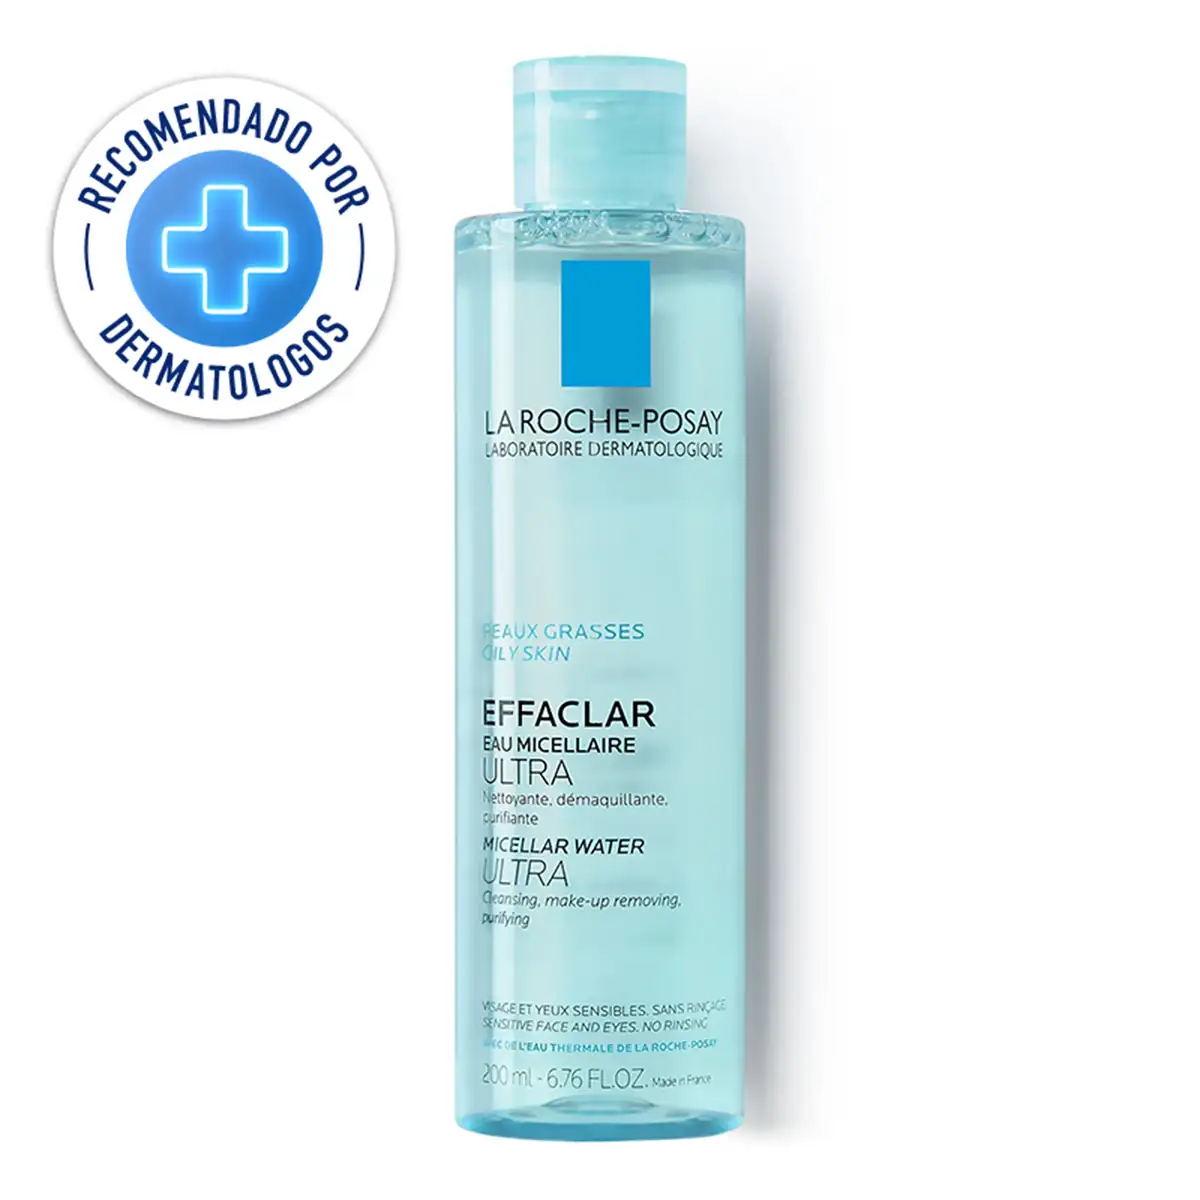 RECOMENDADO POR
DERMATOLOGOS
LA ROCHE-POSAY
LABORATOIRE DERMATOLOGIQUE
PEAUX GRASSES
OILY SKIN
EFFACLAR
EAU MICELLAIRE
ULTRA
Nettoyante, démaquillante,
purifiante
MICELLAR WATER
ULTRA
Cleansing, make-up removing,
purifying
VISAGE ET YEUX SENSIBLES. SANS RINÇAGE
SENSITIVE FACE AND EYES. NO RINSING
AVEC DE L'EAU THERMALE DE LA ROCHE-POSAY
200 ml - 6.76 FL.OZ. Made in France